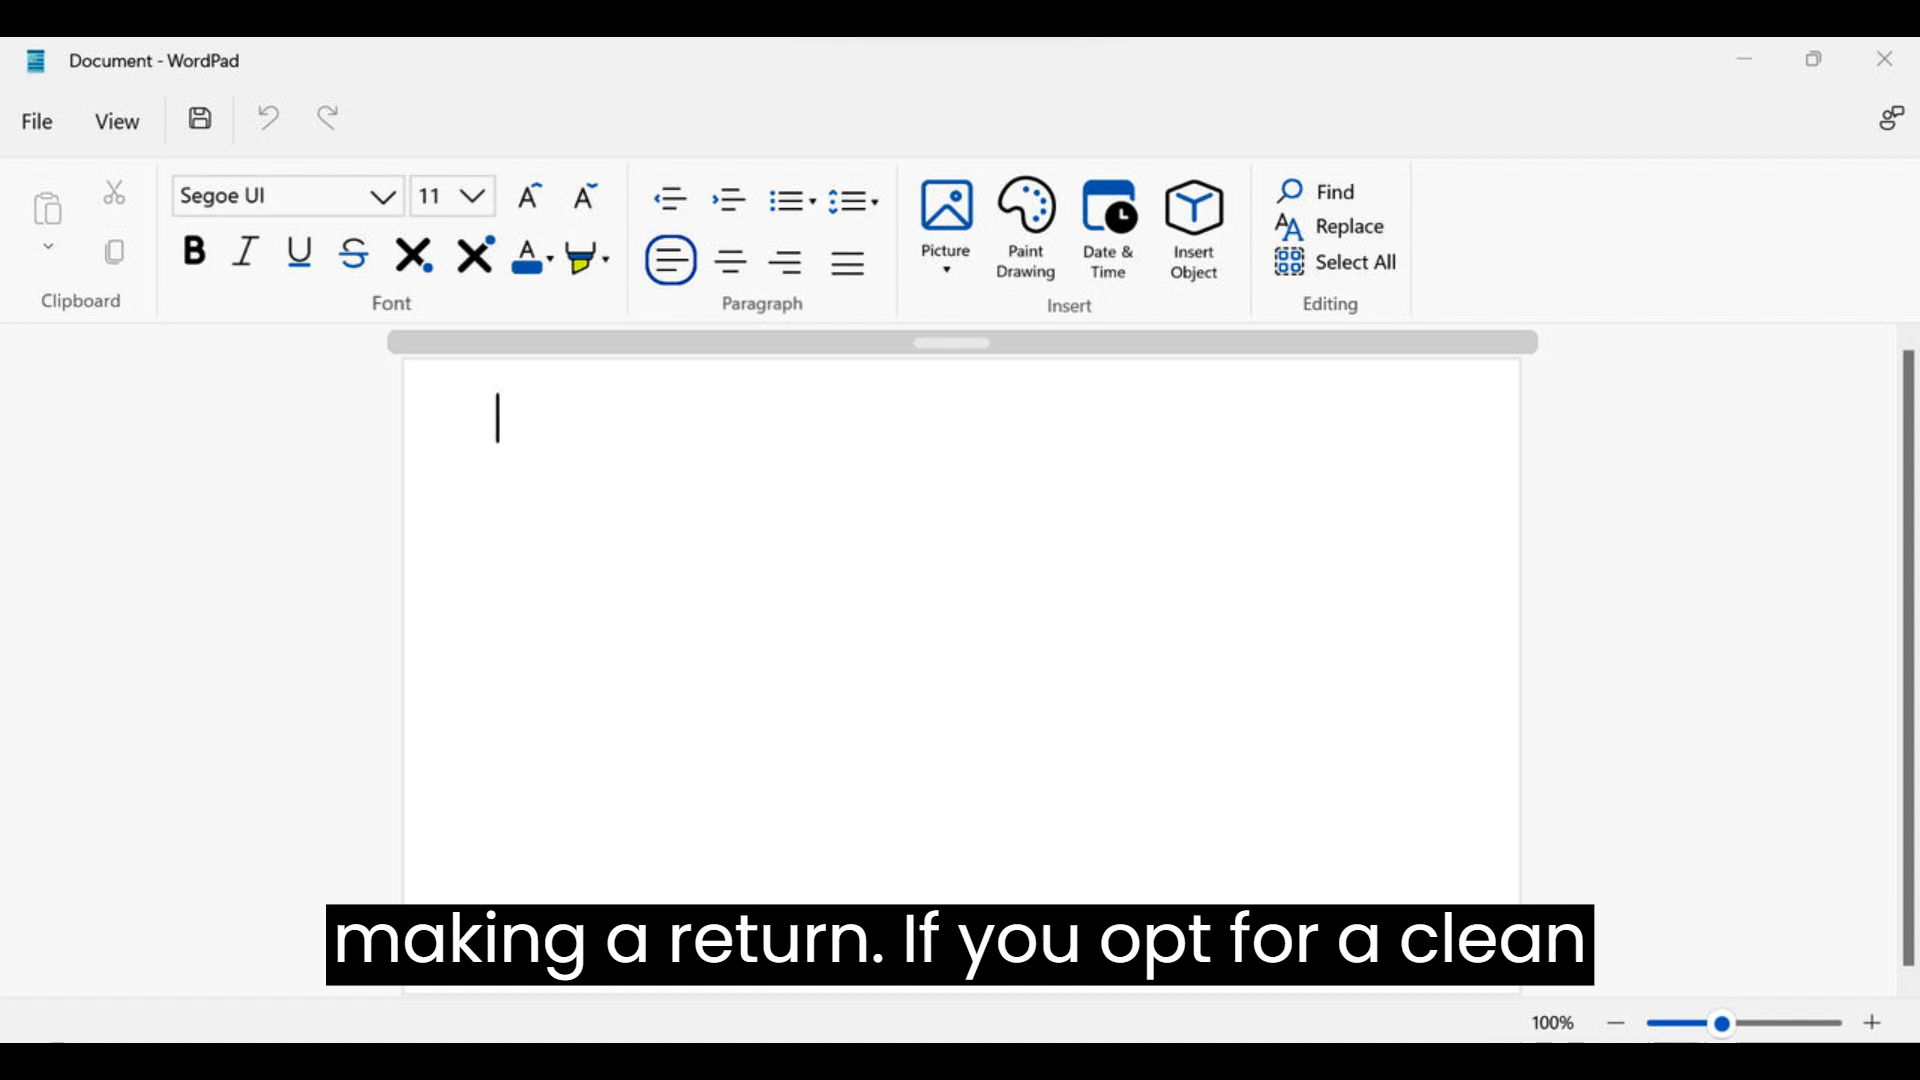 Document - WordPad
File View
Segoe UI 11
B I U S X X A
Clipboard
Font
Paragraph
Picture
Paint
Drawing
Date &
Time
Insert
Object
Insert
Find
Replace
Select All
Editing
making a return. If you opt for a clean
100%